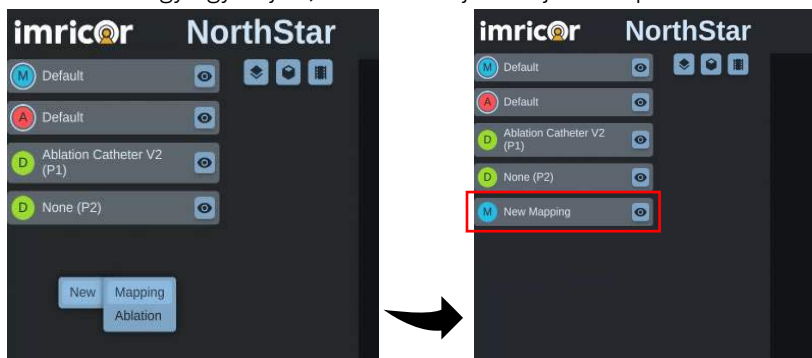 imricor NorthStar
M Default
A Default
D Ablation Catheter V2
(P1)
D None (P2)
New Mapping
Ablation
imricor NorthStar
M Default
A Default
D Ablation Catheter V2
(P1)
D None (P2)
M New Mapping